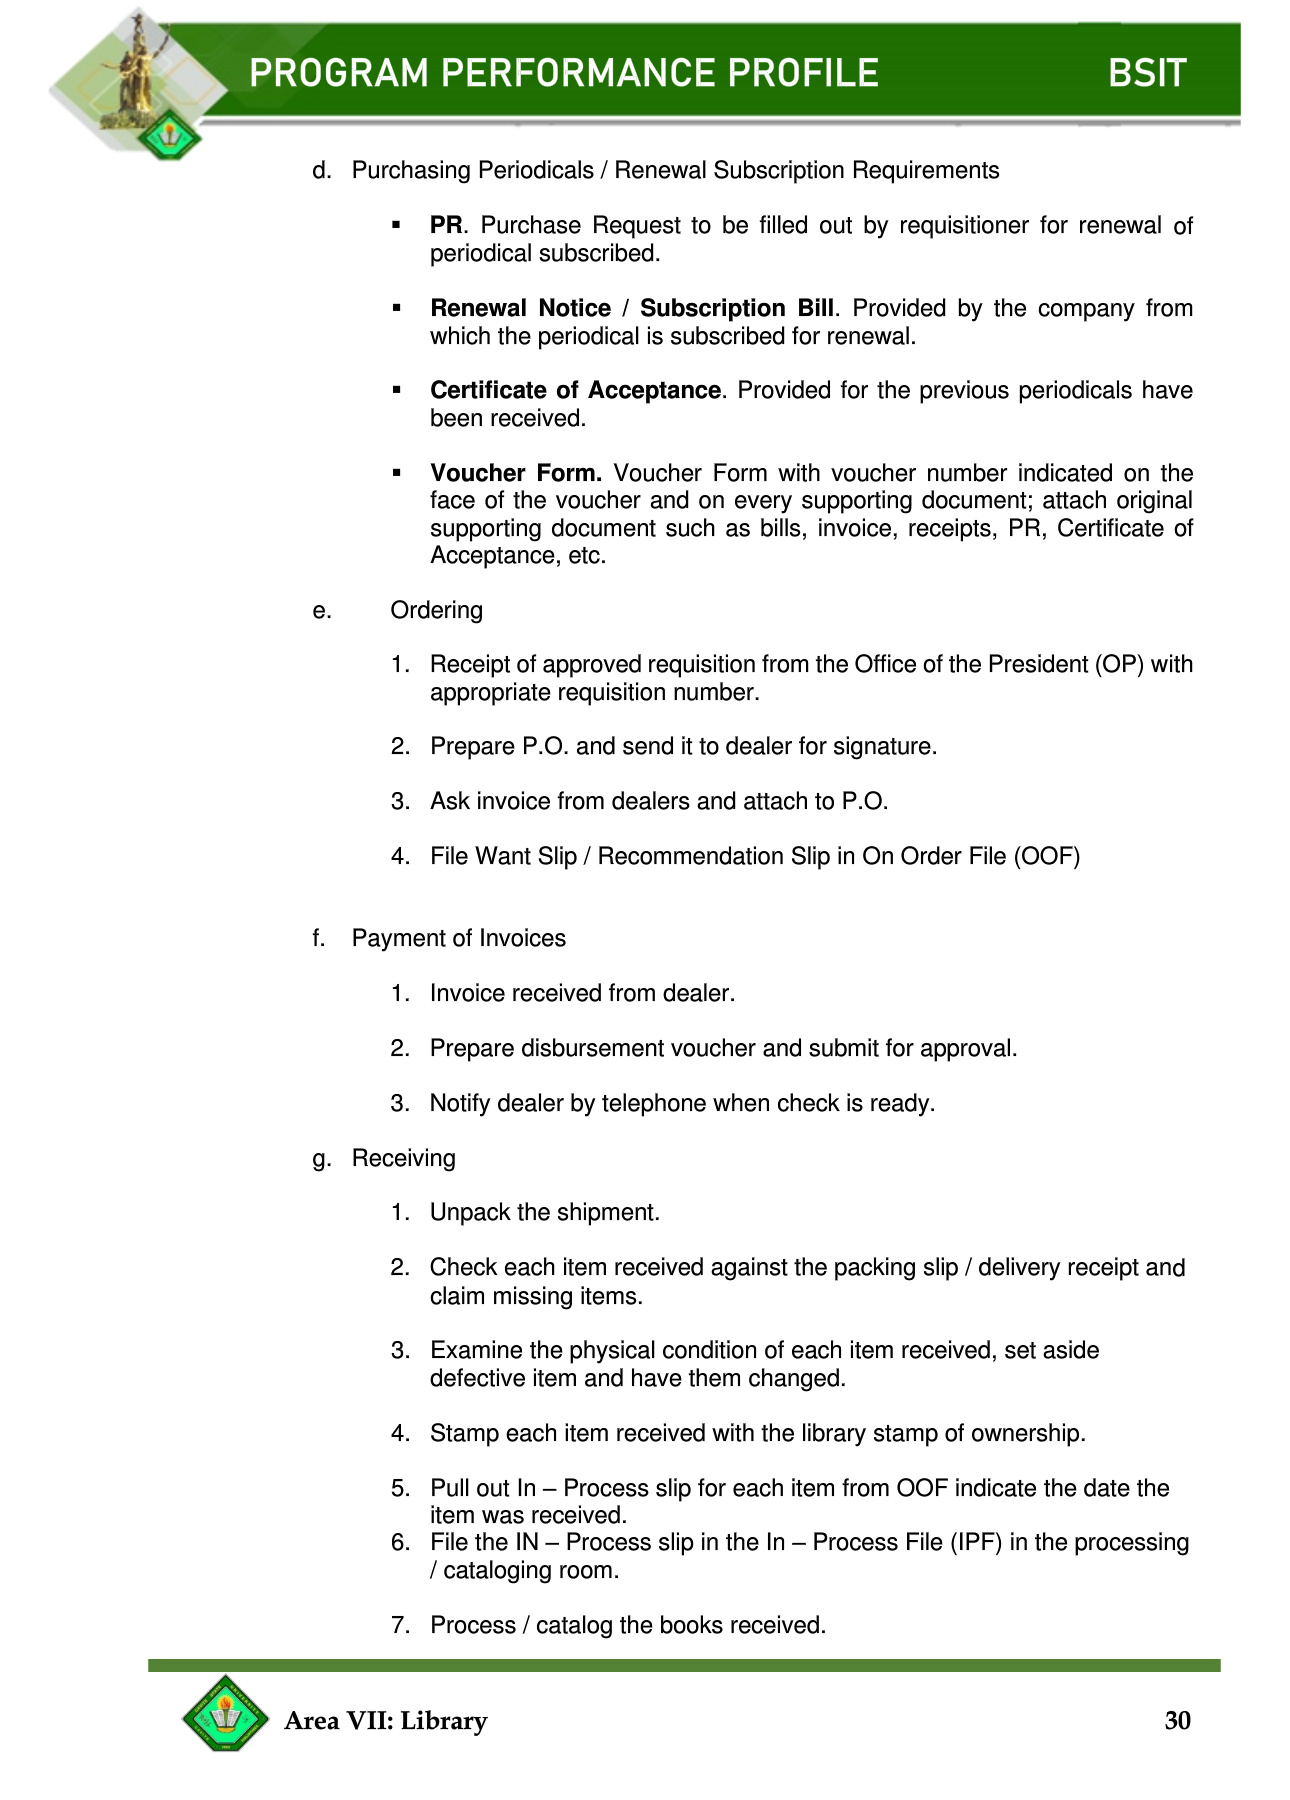 PROGRAM PERFORMANCE PROFILE BSIT
d. Purchasing Periodicals / Renewal Subscription Requirements
▪ PR. Purchase Request to be filled out by requisitioner for renewal of
periodical subscribed.
▪ Renewal Notice / Subscription Bill. Provided by the company from
which the periodical is subscribed for renewal.
▪ Certificate of Acceptance. Provided for the previous periodicals have
been received.
▪ Voucher Form. Voucher Form with voucher number indicated on the
face of the voucher and on every supporting document; attach original
supporting document such as bills, invoice, receipts, PR, Certificate of
Acceptance, etc.
e. Ordering
1. Receipt of approved requisition from the Office of the President (OP) with
appropriate requisition number.
2. Prepare P.O. and send it to dealer for signature.
3. Ask invoice from dealers and attach to P.O.
4. File Want Slip / Recommendation Slip in On Order File (OOF)
f. Payment of Invoices
1. Invoice received from dealer.
2. Prepare disbursement voucher and submit for approval.
3. Notify dealer by telephone when check is ready.
g. Receiving
1. Unpack the shipment.
2. Check each item received against the packing slip / delivery receipt and
claim missing items.
3. Examine the physical condition of each item received, set aside
defective item and have them changed.
4. Stamp each item received with the library stamp of ownership.
5. Pull out In – Process slip for each item from OOF indicate the date the
item was received.
6. File the IN – Process slip in the In – Process File (IPF) in the processing
/ cataloging room.
7. Process / catalog the books received.
Area VII: Library 30